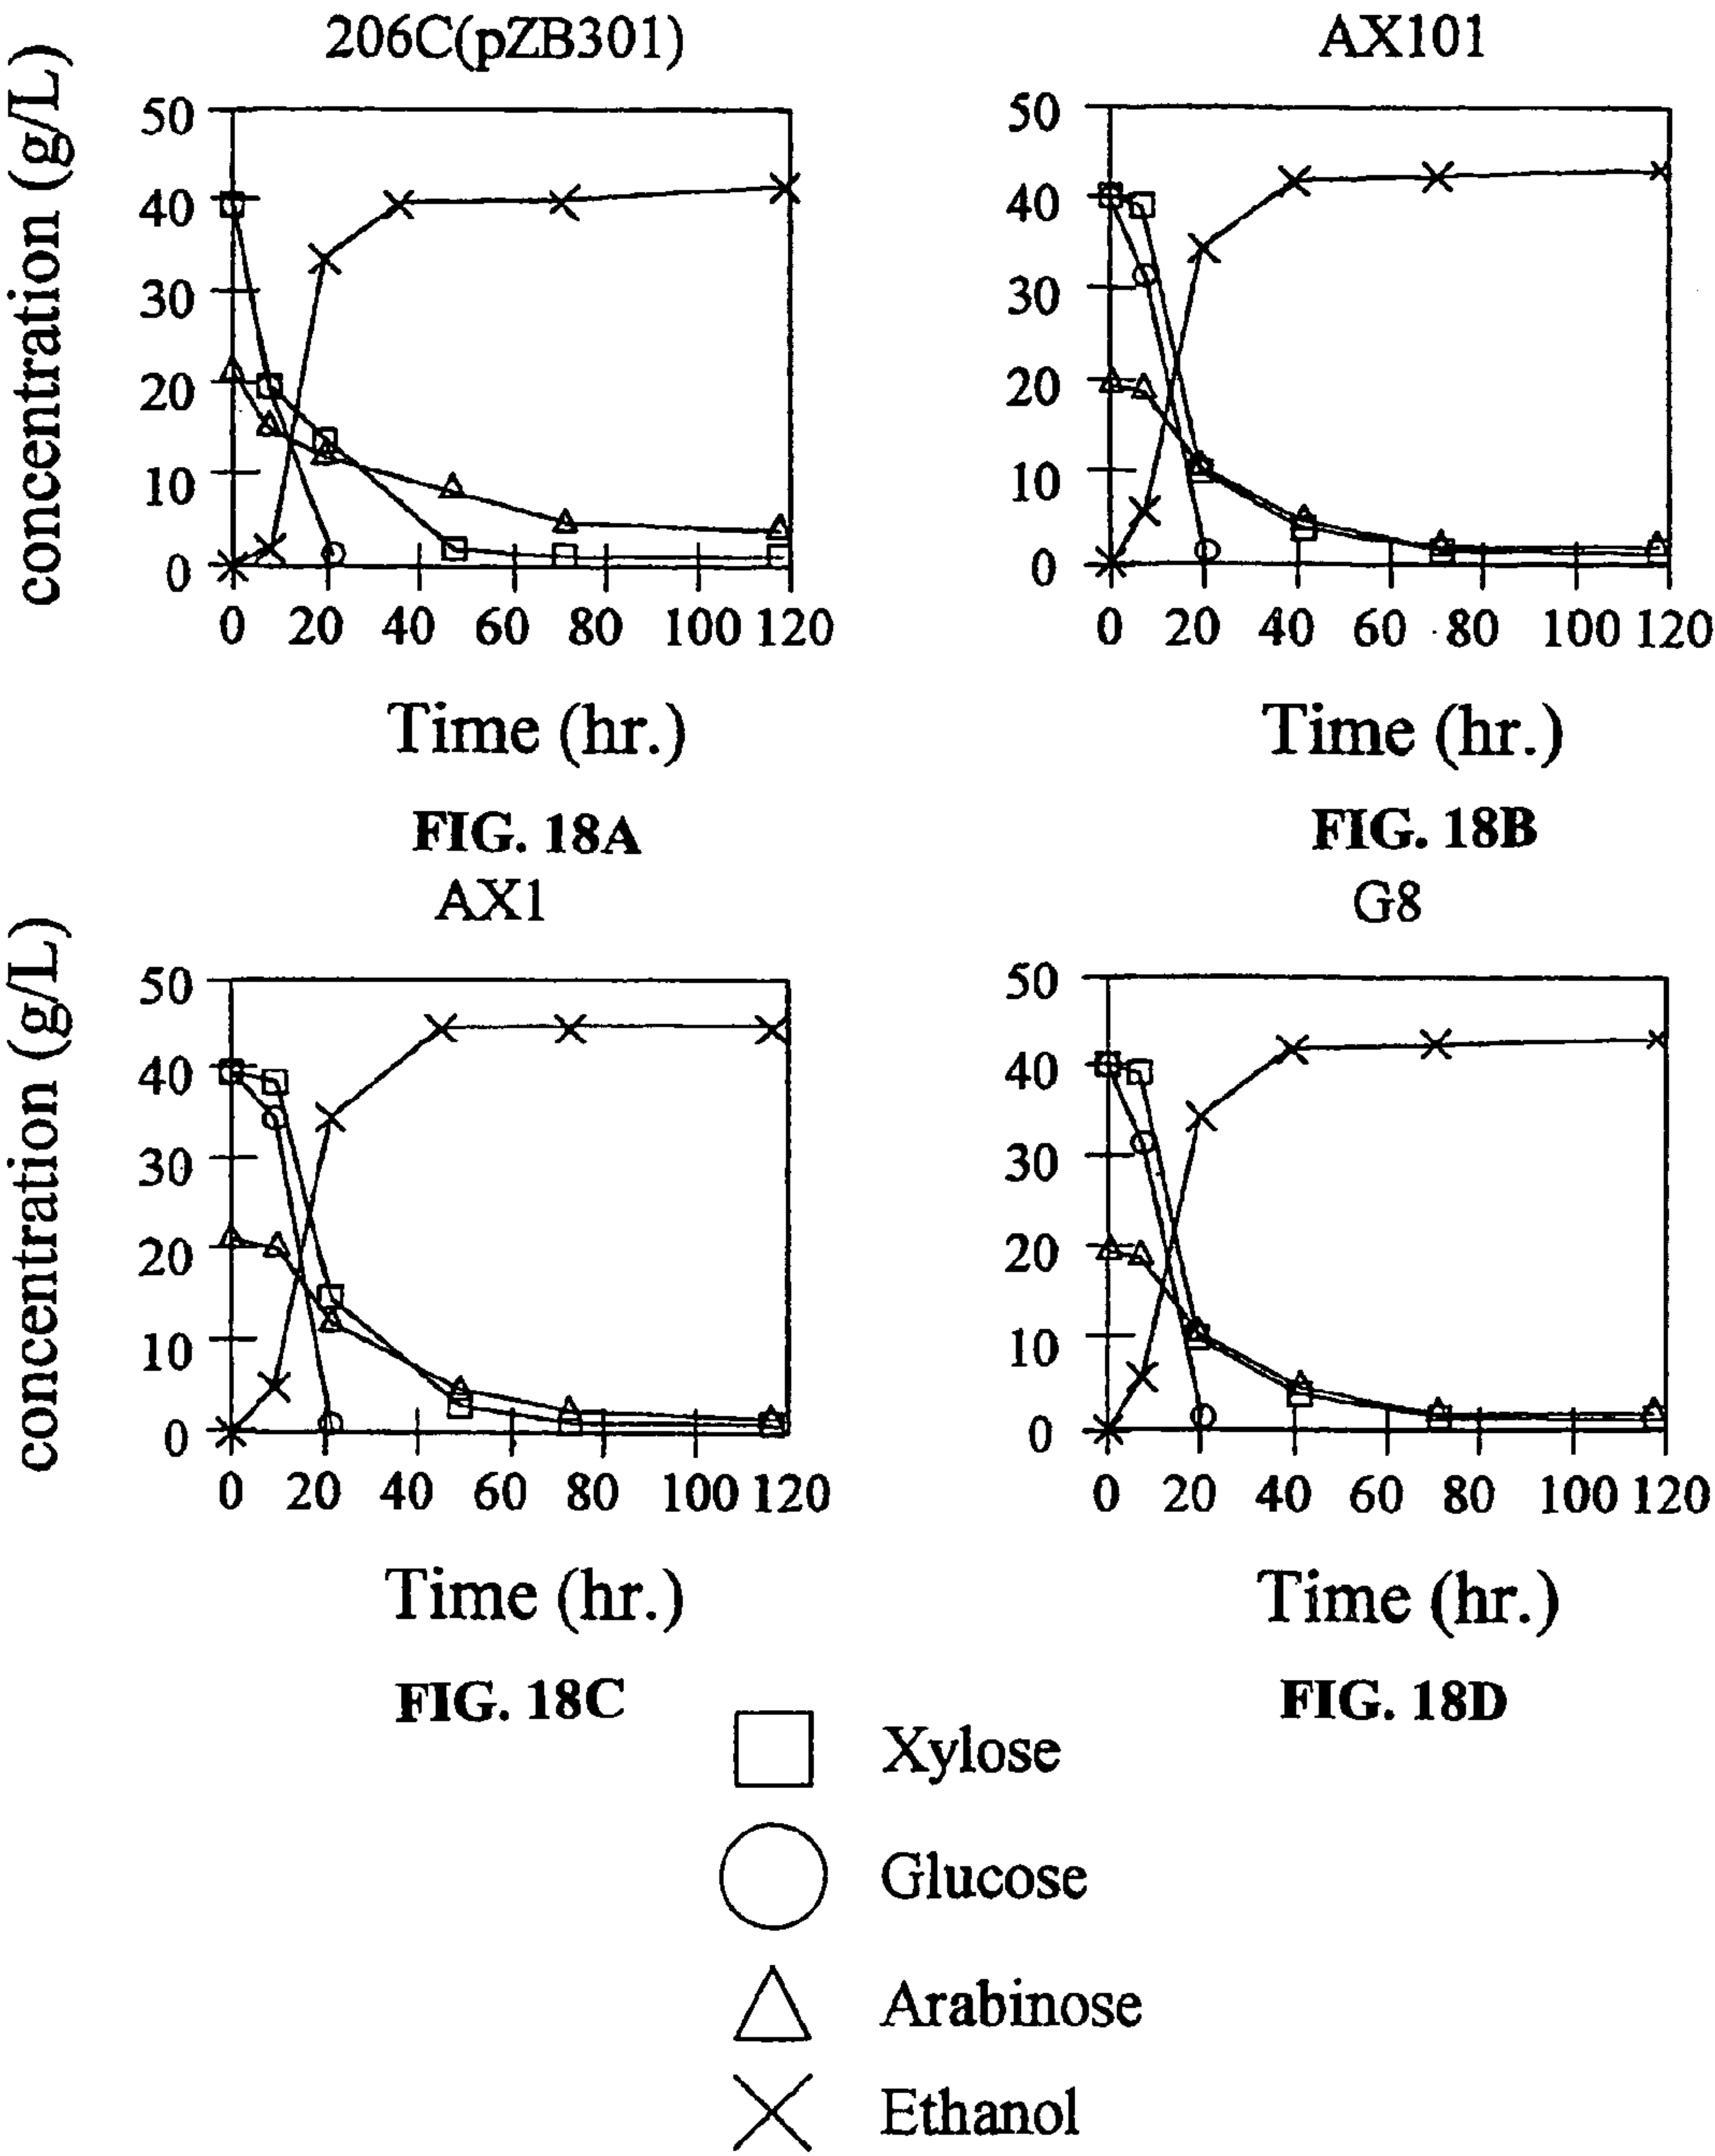 206C(pZB301)
AX101
concentration (g/L)
50
40
30
20
10
0
0 20 40 60 80 100 120
Time (hr.)
FIG. 18A
50
40
30
20
10
0
0 20 40 60 80 100 120
Time (hr.)
FIG. 18B
AX1
G8
concentration (g/L)
50
40
30
20
10
0
0 20 40 60 80 100 120
Time (hr.)
FIG. 18C
50
40
30
20
10
0
0 20 40 60 80 100 120
Time (hr.)
FIG. 18D
Xylose
Glucose
Arabinose
Ethanol